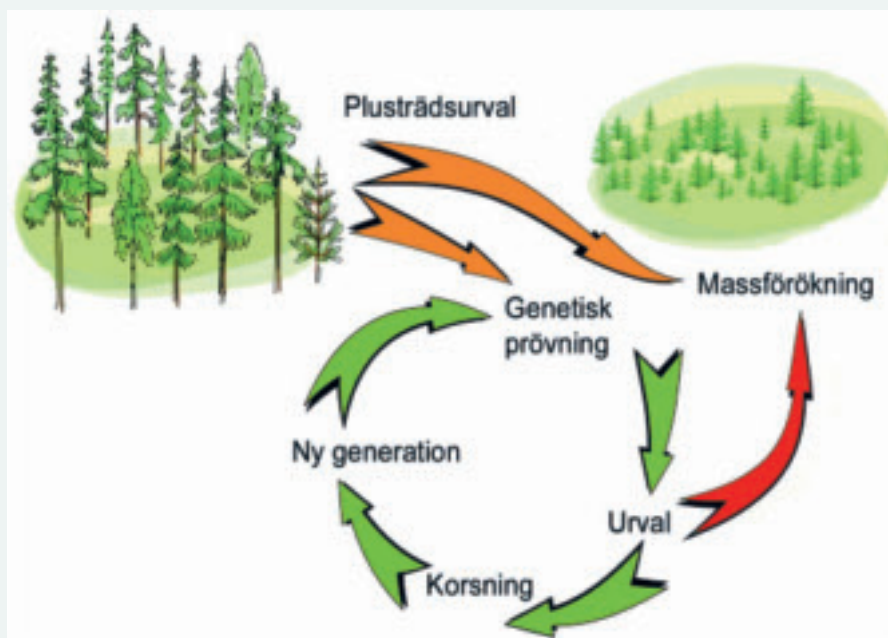 Plusträdsurval
Massförökning
Genetisk
prövning
Ny generation
Urval
Korsning